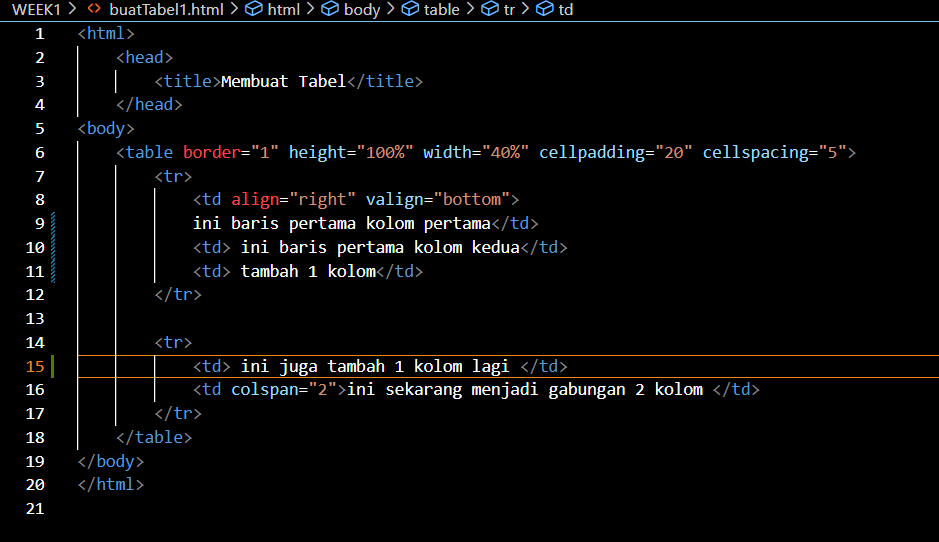 WEEK1 > <> buatTabel1.html > html > body > table > tr > td
1 <html>
2 <head>
3 <title>Membuat Tabel</title>
4 </head>
5 <body>
6 <table border="1" height="100%" width="40%" cellpadding="20" cellspacing="5">
7 <tr>
8 <td align="right" valign="bottom">
9 ini baris pertama kolom pertama</td>
10 <td> ini baris pertama kolom kedua</td>
11 <td> tambah 1 kolom</td>
12 </tr>
13
14 <tr>
15 <td> ini juga tambah 1 kolom lagi </td>
16 <td colspan="2">ini sekarang menjadi gabungan 2 kolom </td>
17 </tr>
18 </table>
19 </body>
20 </html>
21